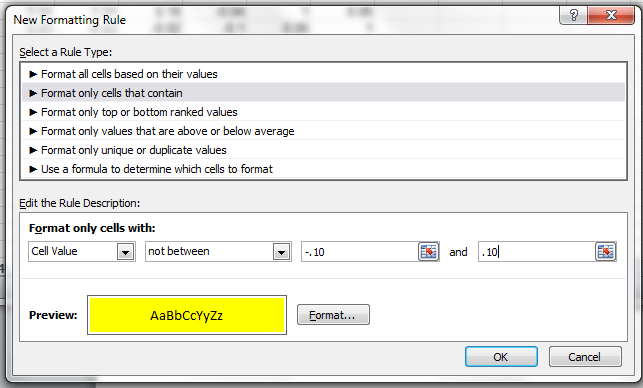 New Formatting Rule
Select a Rule Type:
► Format all cells based on their values
► Format only cells that contain
► Format only top or bottom ranked values
► Format only values that are above or below average
► Format only unique or duplicate values
► Use a formula to determine which cells to format
Edit the Rule Description:
Format only cells with:
Cell Value not between -.10 and .10
Preview: AaBbCcYyZz Format...
OK Cancel